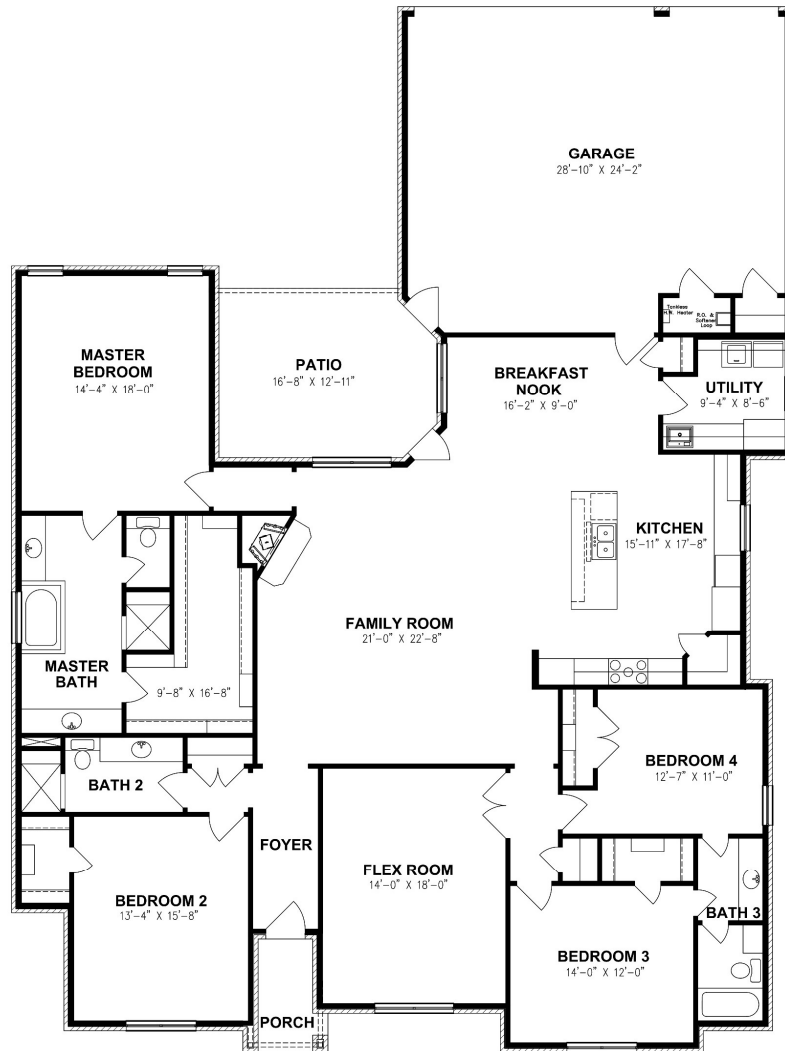 GARAGE
28'-10" X 24'-2"
Tankless
H.W. Heater
R.O. &
Softener
Loop
MASTER
BEDROOM
14'-4" X 18'-0"
PATIO
16'-8" X 12'-11"
BREAKFAST
NOOK
16'-2" X 9'-0"
UTILITY
9'-4" X 8'-6"
KITCHEN
15'-11" X 17'-8"
FAMILY ROOM
21'-0" X 22'-8"
MASTER
BATH
9'-8" X 16'-8"
BATH 2
BEDROOM 4
12'-7" X 11'-0"
FOYER
FLEX ROOM
14'-0" X 18'-0"
BEDROOM 2
13'-4" X 15'-8"
BATH 3
BEDROOM 3
14'-0" X 12'-0"
PORCH